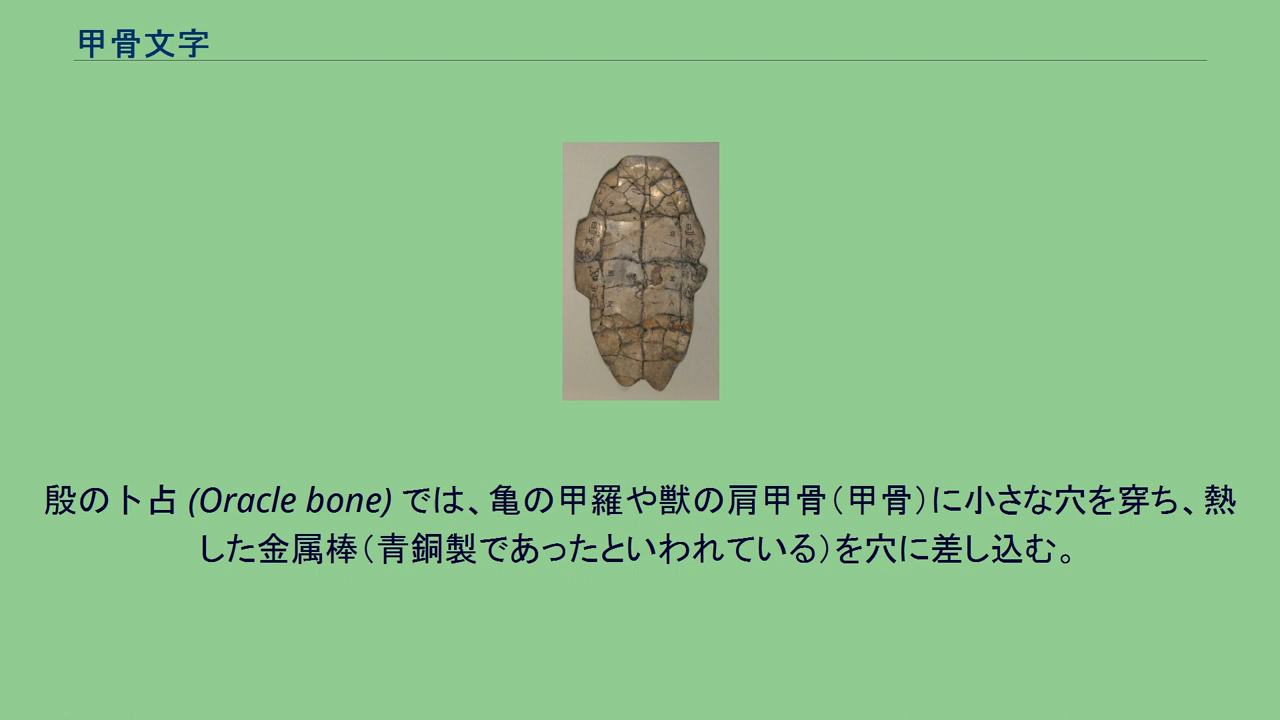 甲骨文字
殷の卜占 (Oracle bone) では、亀の甲羅や獣の肩甲骨（甲骨）に小さな穴を穿ち、熱
した金属棒（青銅製であったといわれている）を穴に差し込む。